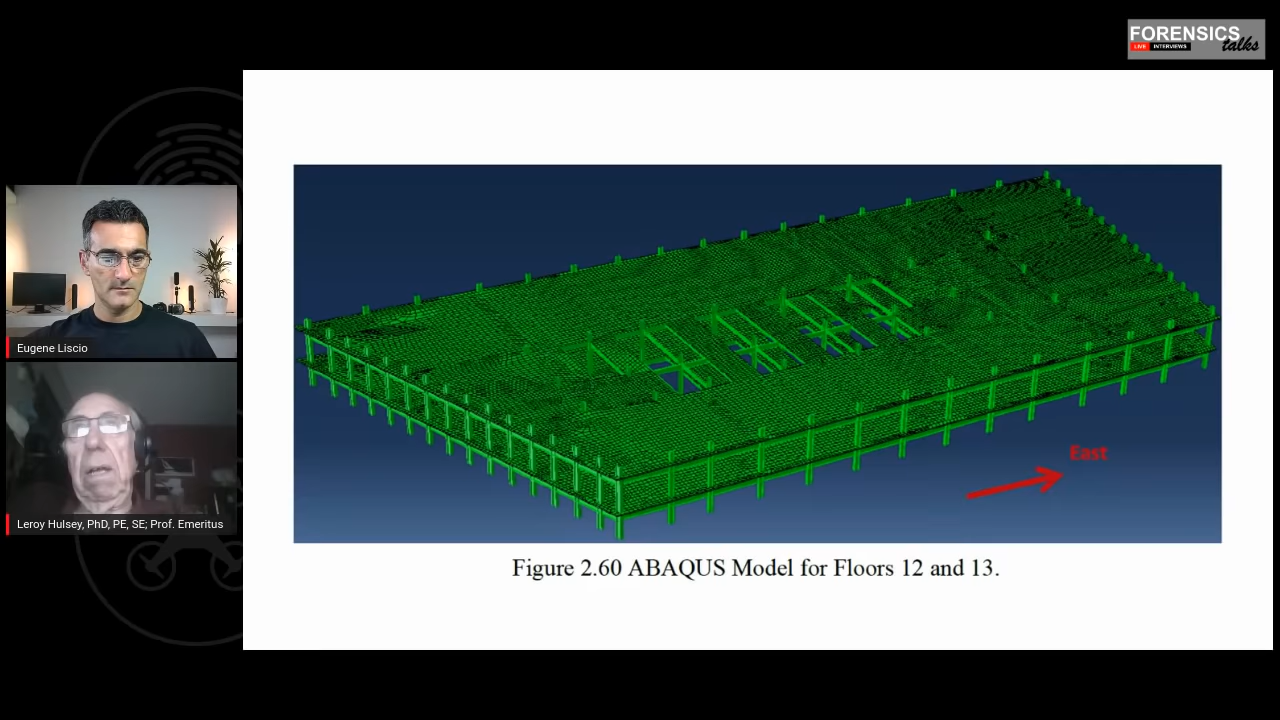 FORENSICS
LIVE INTERVIEWS talks
Eugene Liscio
Leroy Hulsey, PhD, PE, SE; Prof. Emeritus
East
Figure 2.60 ABAQUS Model for Floors 12 and 13.